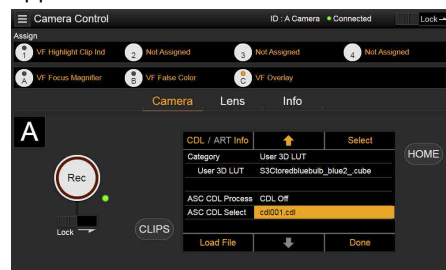 Camera Control ID : A Camera Connected Lock
Assign
1 VF Highlight Clip Ind 2 Not Assigned 3 Not Assigned 4 Not Assigned
A VF Focus Magnifier B VF False Color C VF Overlay
Camera Lens Info
A
CDL / ART Info Select
Category User 3D LUT
User 3D LUT S3Ctoredbluebulb_blue2_.cube
HOME
Rec
ASC CDL Process CDL Off
ASC CDL Select cdl001.cdl
Lock
CLIPS
Load File Done